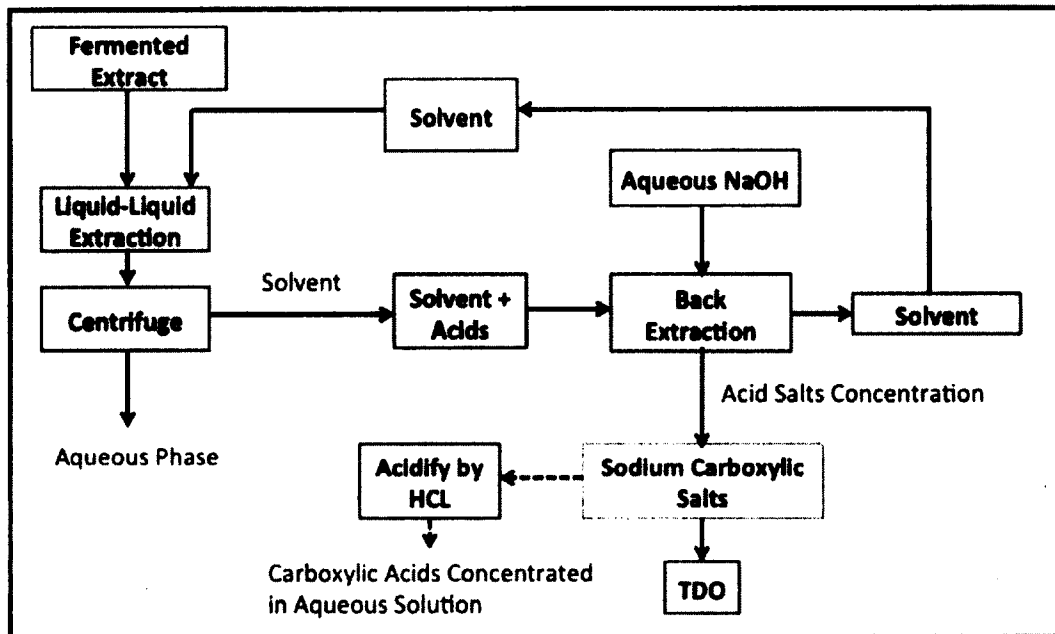 Fermented
Extract
Solvent
Aqueous NaOH
Liquid-Liquid
Extraction
Solvent
Centrifuge
Solvent +
Acids
Back
Extraction
Solvent
Acid Salts Concentration
Aqueous Phase
Acidify by
HCL
Sodium Carboxylic
Salts
Carboxylic Acids Concentrated
in Aqueous Solution
TDO